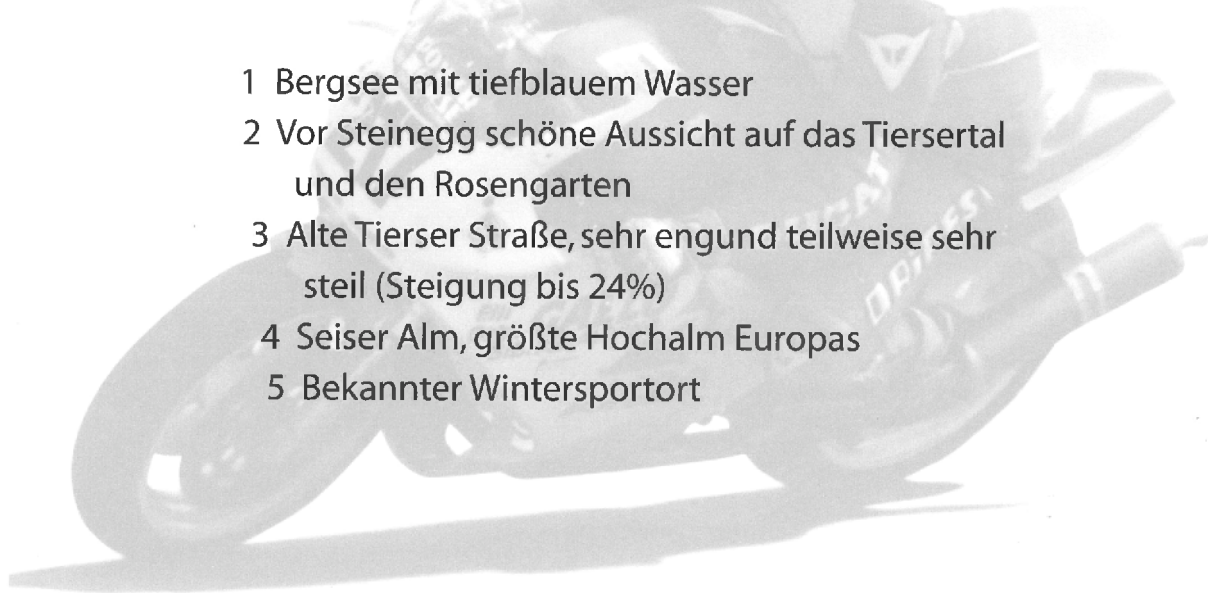 1 Bergsee mit tiefblauem Wasser
2 Vor Steinegg schöne Aussicht auf das Tiersertal
und den Rosengarten
3 Alte Tierser Straße, sehr engund teilweise sehr
steil (Steigung bis 24%)
4 Seiser Alm, größte Hochalm Europas
5 Bekannter Wintersportort